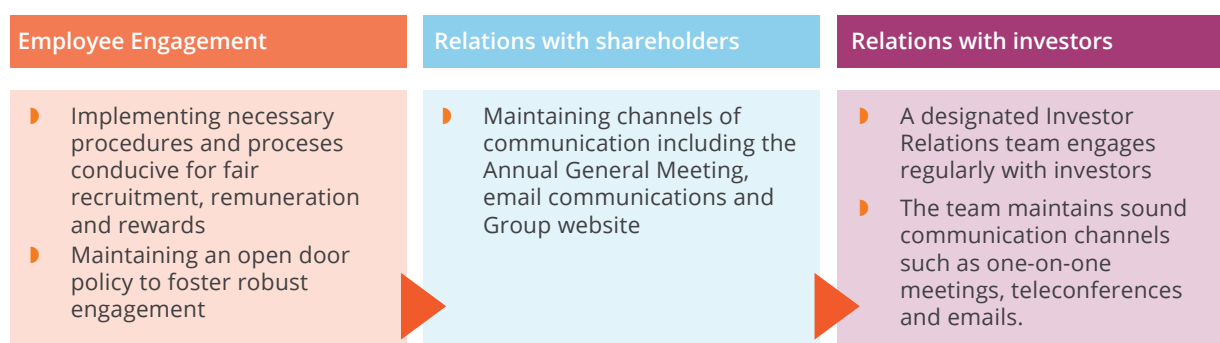 Employee Engagement
Implementing necessary
procedures and proceses
conducive for fair
recruitment, remuneration
and rewards
Maintaining an open door
policy to foster robust
engagement
Relations with shareholders
Maintaining channels of
communication including the
Annual General Meeting,
email communications and
Group website
Relations with investors
A designated Investor
Relations team engages
regularly with investors
The team maintains sound
communication channels
such as one-on-one
meetings, teleconferences
and emails.